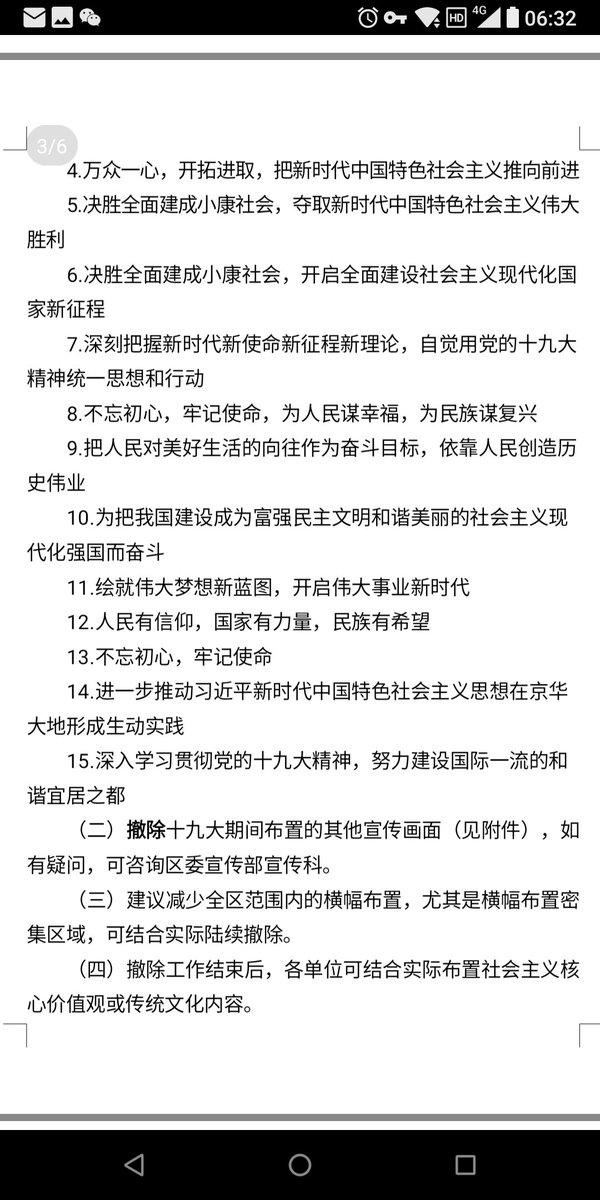 HD 4G 06:32
3/6
4.万众一心，开拓进取，把新时代中国特色社会主义推向前进
5.决胜全面建成小康社会，夺取新时代中国特色社会主义伟大
胜利
6.决胜全面建成小康社会，开启全面建设社会主义现代化国
家新征程
7.深刻把握新时代新使命新征程新理论，自觉用党的十九大
精神统一思想和行动
8.不忘初心，牢记使命，为人民谋幸福，为民族谋复兴
9.把人民对美好生活的向往作为奋斗目标，依靠人民创造历
史伟业
10.为把我国建设成为富强民主文明和谐美丽的社会主义现
代化强国而奋斗
11.绘就伟大梦想新蓝图，开启伟大事业新时代
12.人民有信仰，国家有力量，民族有希望
13.不忘初心，牢记使命
14.进一步推动习近平新时代中国特色社会主义思想在京华
大地形成生动实践
15.深入学习贯彻党的十九大精神，努力建设国际一流的和
谐宜居之都
（二）撤除十九大期间布置的其他宣传画面（见附件），如
有疑问，可咨询区委宣传部宣传科。
（三）建议减少全区范围内的横幅布置，尤其是横幅布置密
集区域，可结合实际陆续撤除。
（四）撤除工作结束后，各单位可结合实际布置社会主义核
心价值观或传统文化内容。